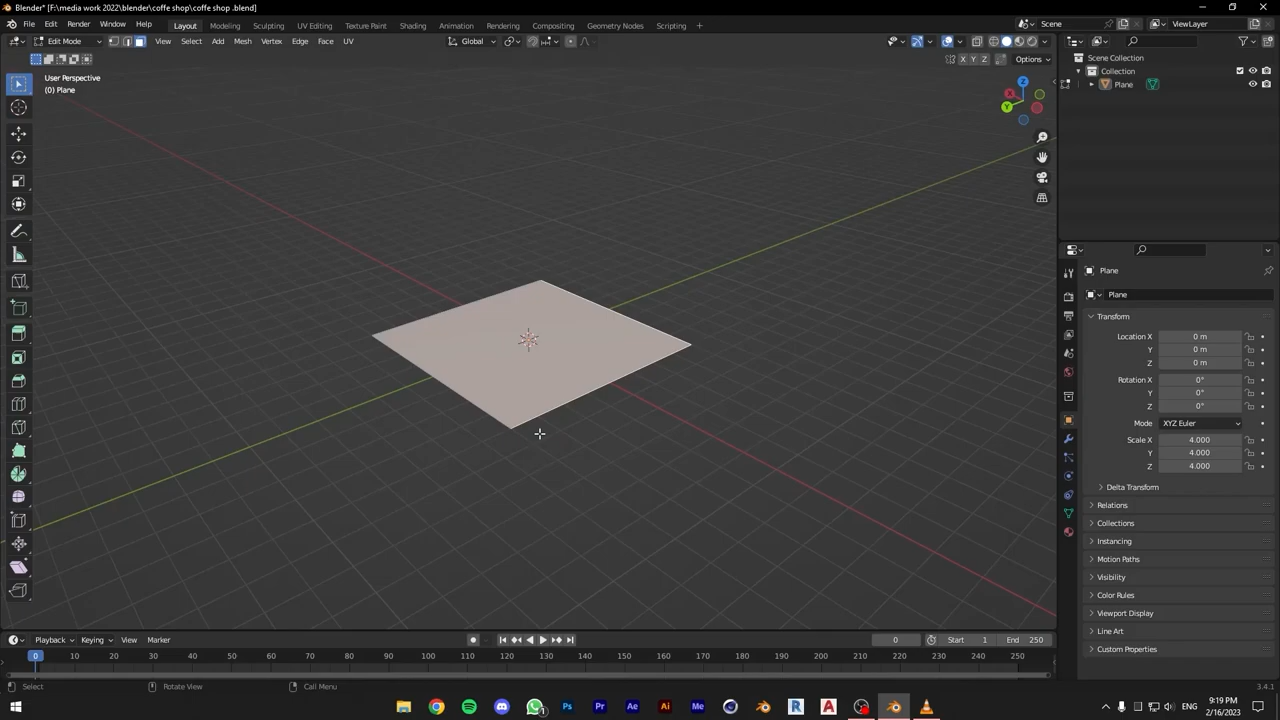 Blender* [F:\media work 2022\blender\coffe shop\coffe shop .blend]
File Edit Render Window Help Layout Modeling Sculpting UV Editing Texture Paint Shading Animation Rendering Compositing Geometry Nodes Scripting + Scene ViewLayer
Edit Mode View Select Add Mesh Vertex Edge Face UV Global
X Y Z Options
User Perspective
(0) Plane
Z
X
Y
Scene Collection
Collection
Plane
Plane
Plane
Transform
Location X 0 m
Y 0 m
Z 0 m
Rotation X 0°
Y 0°
Z 0°
Mode XYZ Euler
Scale X 4.000
Y 4.000
Z 4.000
Delta Transform
Relations
Collections
Instancing
Motion Paths
Visibility
Color Rules
Viewport Display
Line Art
Custom Properties
Playback Keying View Marker 0 Start 1 End 250
0 10 20 30 40 50 60 70 80 90 100 110 120 130 140 150 160 170 180 190 200 210 220 230 240 250
Select Rotate View Call Menu 3.4.1
1 Ps Pr Ae Ai Me R A ENG 9:19 PM
2/16/2023